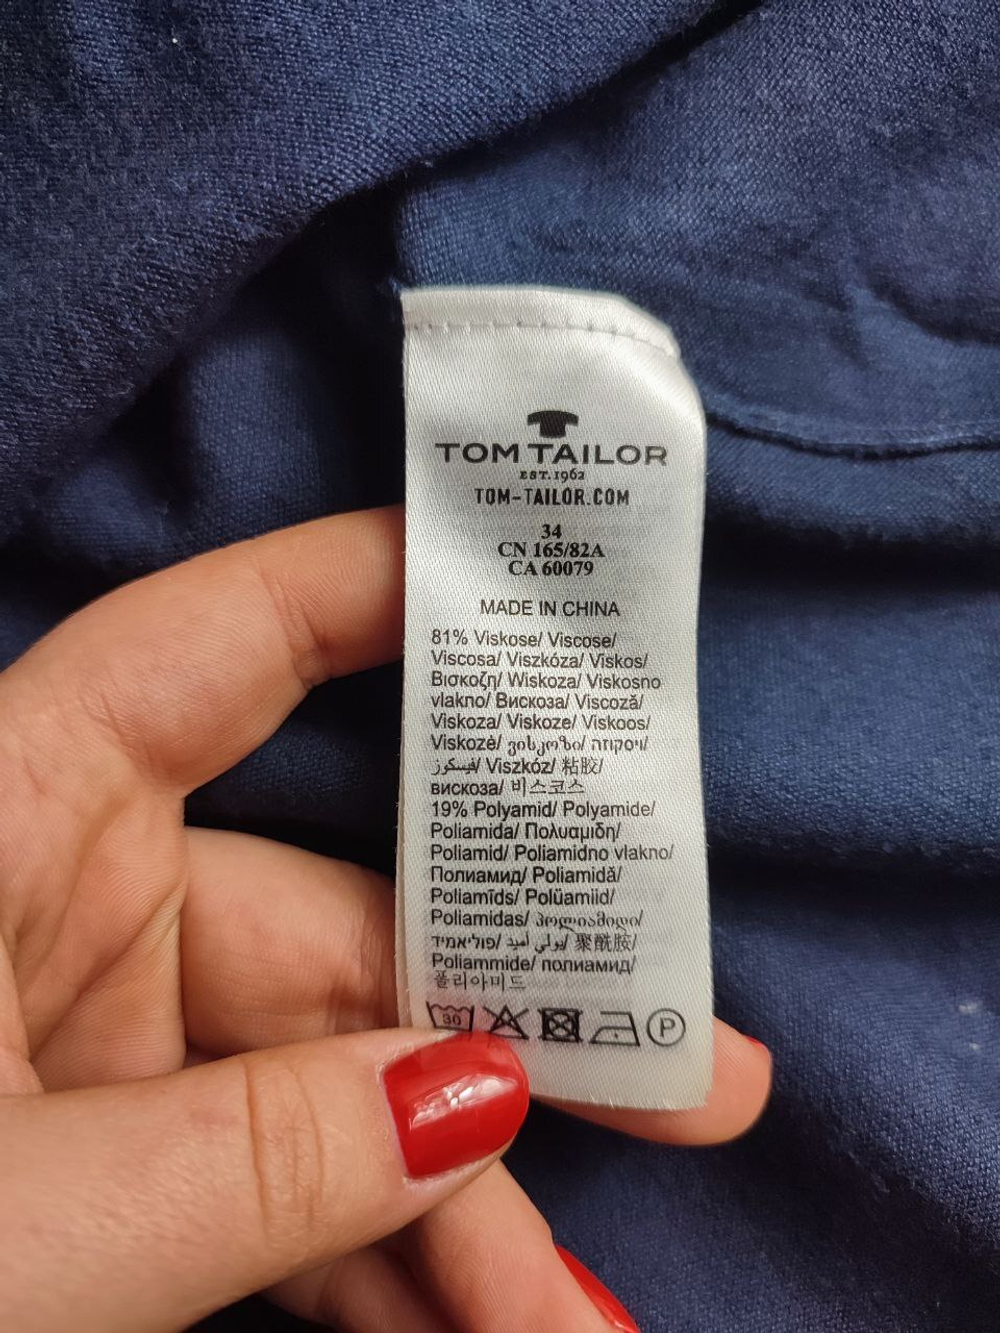 TOM TAILOR
EST. 1962
TOM-TAILOR.COM
34
CN 165/82A
CA 60079
MADE IN CHINA
81% Viskose/ Viscose/
Viscosa/ Viszkóza/ Viskos/
Βισκοζη/ Wiskoza/ Viskosno
vlakno/ Вискоза/ Viscoză/
Viskoza/ Viskoze/ Viskoos/
Viskozė/ ვისკოზი/ ויסקוזה/
فيسكوز/ Viszkóz/ 粘胶/
вискоза/ 비스코스
19% Polyamid/ Polyamide/
Poliamida/ Πολυαμιδη/
Poliamid/ Poliamidno vlakno/
Полиамид/ Poliamidă/
Poliamīds/ Polüamiid/
Poliamidas/ პოლიამიდი/
פוליאמיד/ بولي أميد/ 聚酰胺/
Poliammide/ полиамид/
폴리아미드
30 P